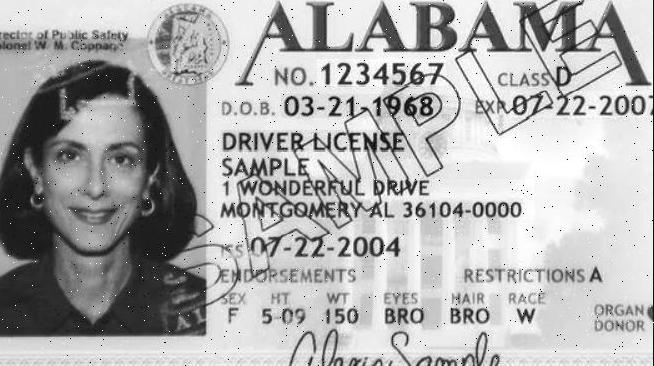 rector of Public Safety
olonel W. M. Coppage
ALABAMA
NO. 1234567 CLASS D
D.O.B. 03-21-1968 EXP 07-22-2007
DRIVER LICENSE
SAMPLE
1 WONDERFUL DRIVE
MONTGOMERY AL 36104-0000
ISS 07-22-2004
ENDORSEMENTS RESTRICTIONS A
SEX HT WT EYES HAIR RACE
F 5-09 150 BRO BRO W
ORGAN
DONOR
Alexia Sample
SAMPLE